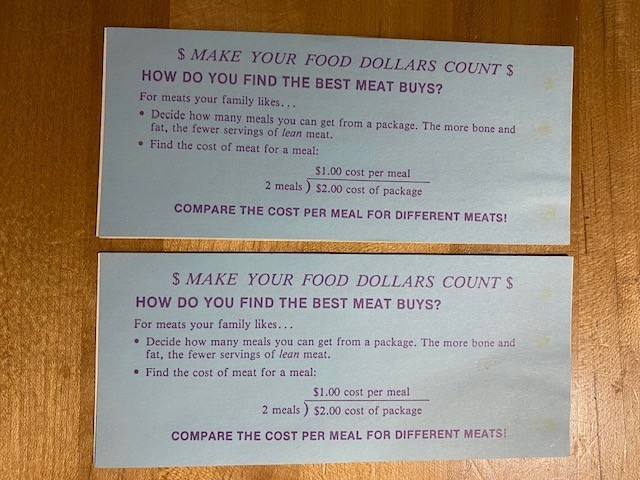 $ MAKE YOUR FOOD DOLLARS COUNT $
HOW DO YOU FIND THE BEST MEAT BUYS?
For meats your family likes...
• Decide how many meals you can get from a package. The more bone and
fat, the fewer servings of lean meat.
• Find the cost of meat for a meal:
$1.00 cost per meal
2 meals ) $2.00 cost of package
COMPARE THE COST PER MEAL FOR DIFFERENT MEATS!
$ MAKE YOUR FOOD DOLLARS COUNT $
HOW DO YOU FIND THE BEST MEAT BUYS?
For meats your family likes...
• Decide how many meals you can get from a package. The more bone and
fat, the fewer servings of lean meat.
• Find the cost of meat for a meal:
$1.00 cost per meal
2 meals ) $2.00 cost of package
COMPARE THE COST PER MEAL FOR DIFFERENT MEATS!